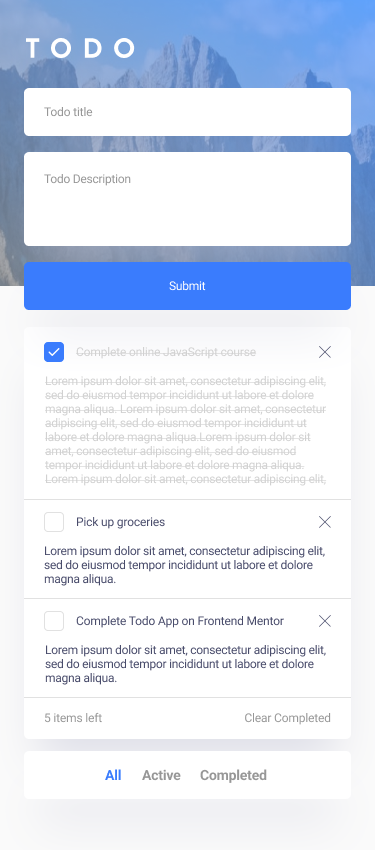 TODO
Todo title
Todo Description
Submit
Complete online JavaScript course
Lorem ipsum dolor sit amet, consectetur adipiscing elit,
sed do eiusmod tempor incididunt ut labore et dolore
magna aliqua. Lorem ipsum dolor sit amet, consectetur
adipiscing elit, sed do eiusmod tempor incididunt ut
labore et dolore magna aliqua.Lorem ipsum dolor sit
amet, consectetur adipiscing elit, sed do eiusmod
tempor incididunt ut labore et dolore magna aliqua.
Lorem ipsum dolor sit amet, consectetur adipiscing elit,
Pick up groceries
Lorem ipsum dolor sit amet, consectetur adipiscing elit,
sed do eiusmod tempor incididunt ut labore et dolore
magna aliqua.
Complete Todo App on Frontend Mentor
Lorem ipsum dolor sit amet, consectetur adipiscing elit,
sed do eiusmod tempor incididunt ut labore et dolore
magna aliqua.
5 items left Clear Completed
All Active Completed